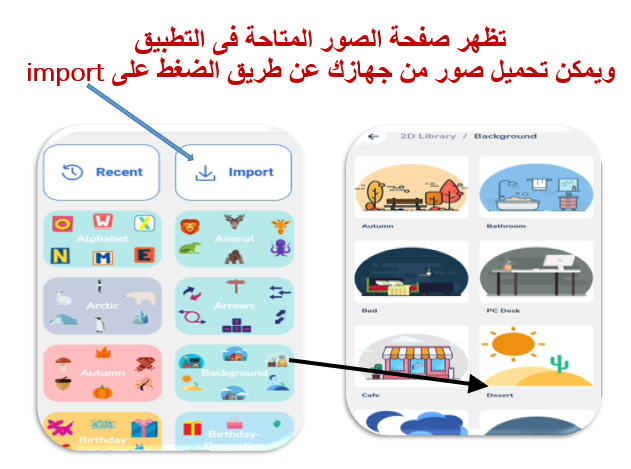 تظهر صفحة الصور المتاحة فى التطبيق
ويمكن تحميل صور من جهازك عن طريق الضغط على import
Recent
Import
O W X
Alphabet
N M E
Animal
Arctic
Arrows
Autumn
Background
Birthday
Birthday-
Decoration
2D Library / Background
Autumn
Bathroom
Bed
PC Desk
Cafe
Desert